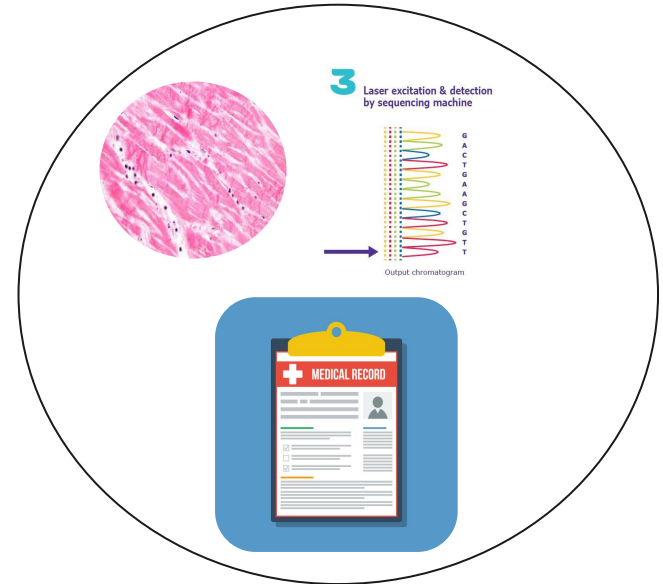 3
Laser excitation & detection
by sequencing machine
G
A
C
T
G
A
A
G
C
T
G
T
T
Output chromatogram
MEDICAL RECORD